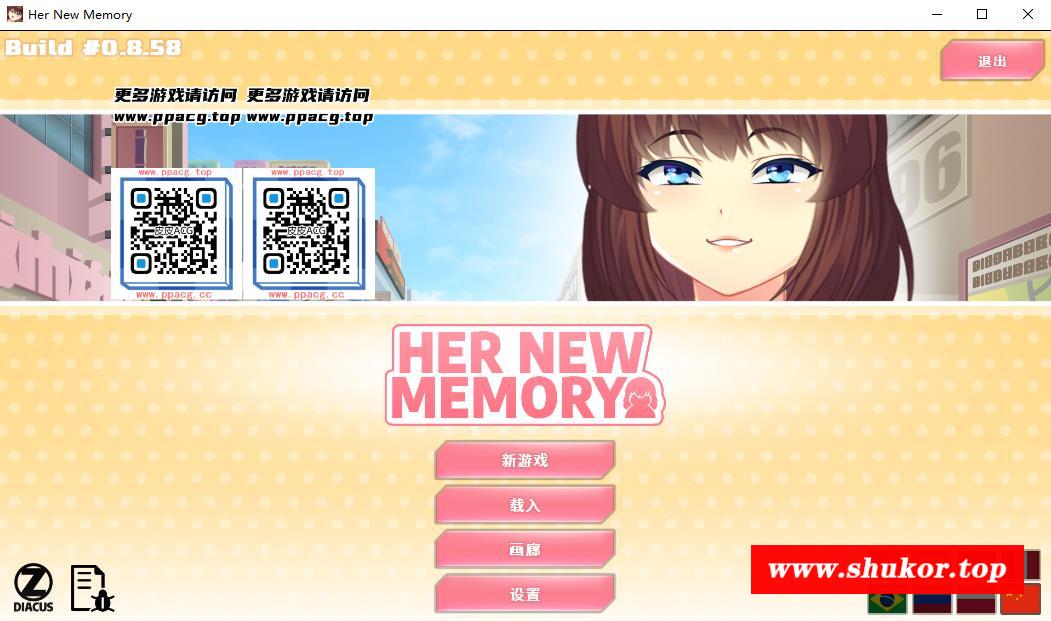 Her New Memory
Build #0.8.58
退出
更多游戏请访问 更多游戏请访问
www.ppacg.top www.ppacg.top
www.ppacg.top www.ppacg.top
皮皮ACG 皮皮ACG
www.ppacg.cc www.ppacg.cc
96
HER NEW
MEMORY
新游戏
载入
画廊
设置
DIACUS
www.shukor.top